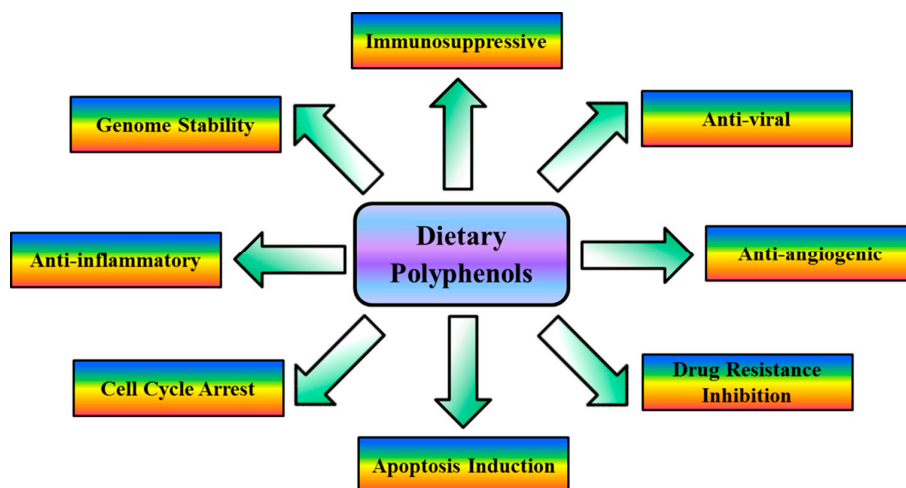 Immunosuppressive
Genome Stability
Anti-viral
Dietary
Polyphenols
Anti-inflammatory
Anti-angiogenic
Cell Cycle Arrest
Drug Resistance
Inhibition
Apoptosis Induction